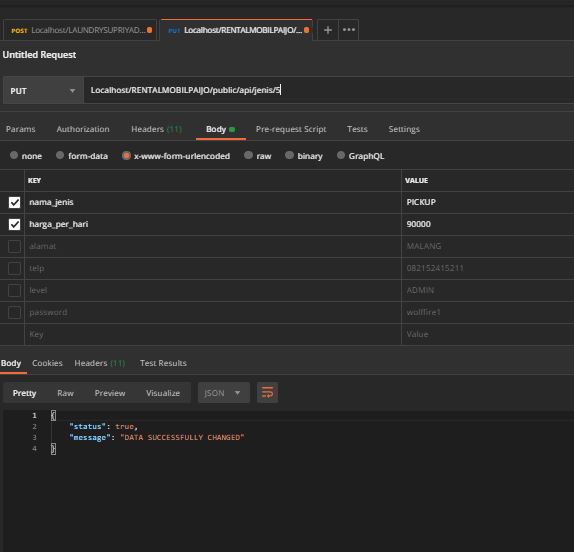 POST Localhost/LAUNDRYSUPRIYAD... PUT Localhost/RENTALMOBILPAIJO/... + •••
Untitled Request
PUT Localhost/RENTALMOBILPAIJO/public/api/jenis/5
Params Authorization Headers (11) Body Pre-request Script Tests Settings
none form-data x-www-form-urlencoded raw binary GraphQL
KEY VALUE
nama_jenis PICKUP
harga_per_hari 90000
alamat MALANG
telp 082152415211
level ADMIN
password wolffire1
Key Value
Body Cookies Headers (11) Test Results
Pretty Raw Preview Visualize JSON
1 {
2 "status": true,
3 "message": "DATA SUCCESSFULLY CHANGED"
4 }